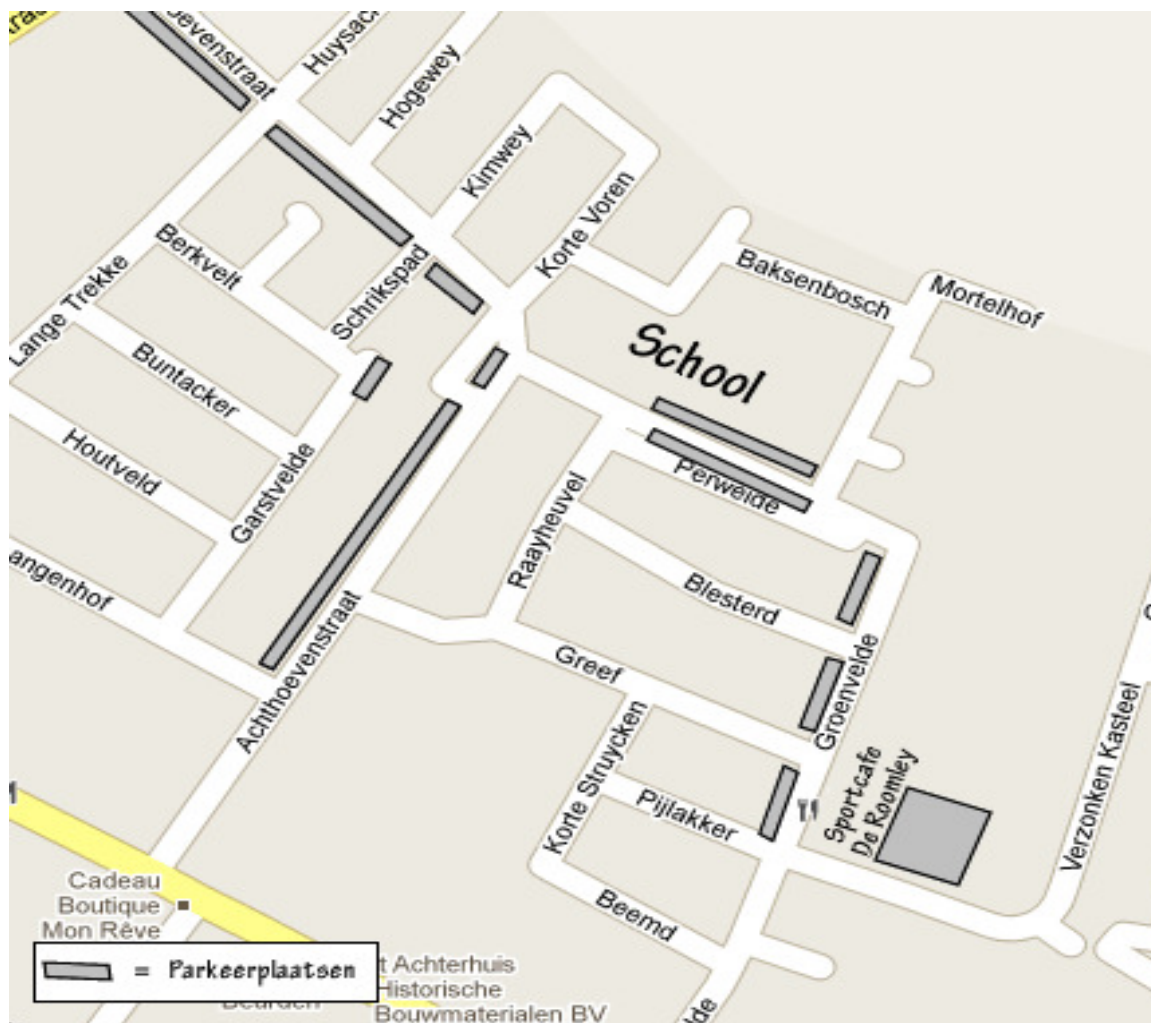 Huysac
Hogewey
Kimwey
Korte Voren
Berkvelt
Schrikspad
Baksenbosch
Mortelhof
Lange Trekke
School
Buntacker
Houtveld
Garstvelde
Perweide
Raayheuvel
angenhof
Blesterd
Achthoevenstraat
Greef
Groenvelde
Korte Struycken
Verzonken Kasteel
Sportcafe
De Roomley
Pijlakker
Cadeau
Boutique
Mon Rêve
Beemd
= Parkeerplaatsen
t Achterhuis
Historische
Bouwmaterialen BV